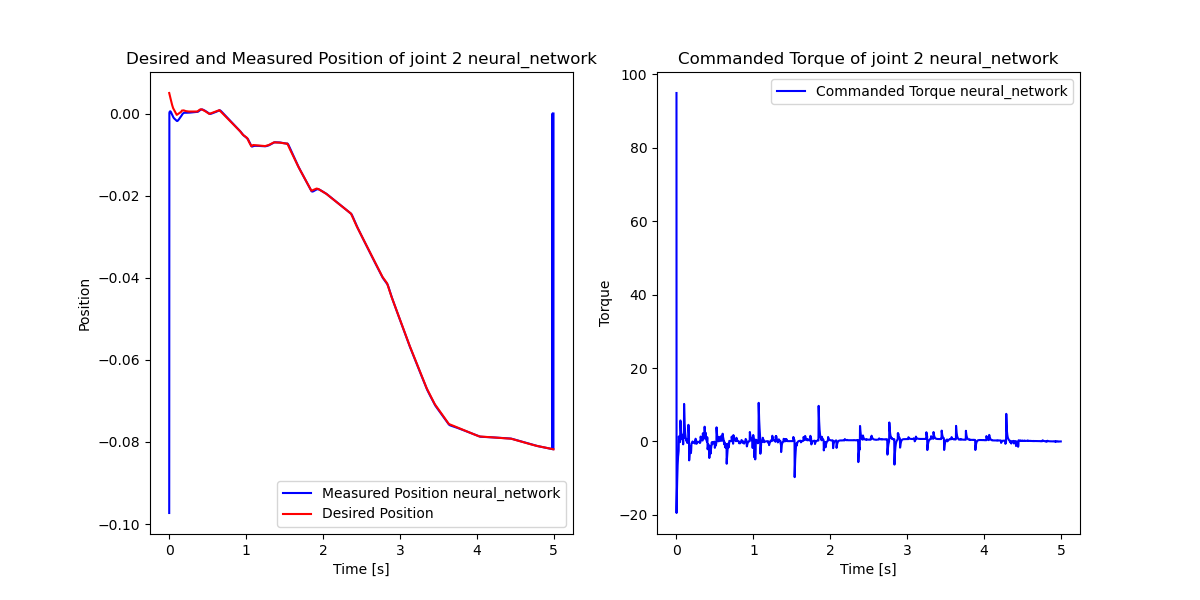 Desired and Measured Position of joint 2 neural_network
Position
0.00
−0.02
−0.04
−0.06
−0.08
−0.10
0
1
2
3
4
5
Time [s]
Measured Position neural_network
Desired Position
Commanded Torque of joint 2 neural_network
Torque
100
80
60
40
20
0
−20
0
1
2
3
4
5
Time [s]
Commanded Torque neural_network